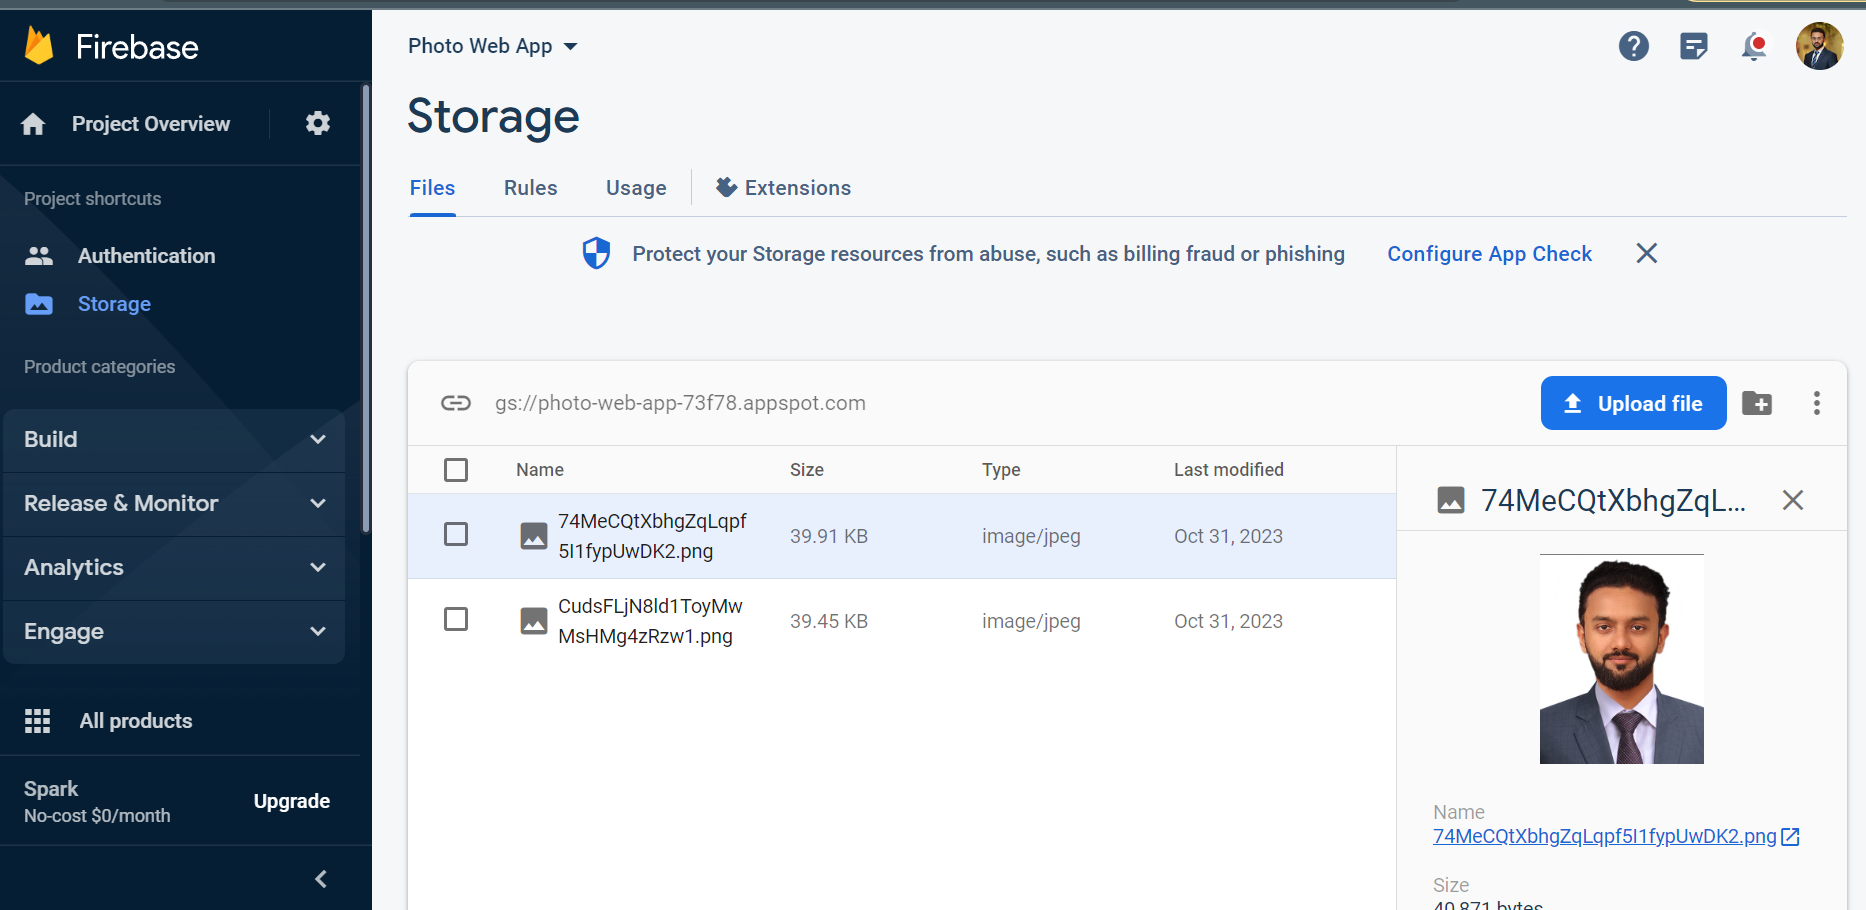 Firebase
Photo Web App
Project Overview
Storage
Files Rules Usage Extensions
Project shortcuts
Authentication
Storage
Protect your Storage resources from abuse, such as billing fraud or phishing Configure App Check
Product categories
Build
Release & Monitor
Analytics
Engage
All products
Spark
No-cost $0/month
Upgrade
gs://photo-web-app-73f78.appspot.com
Upload file
Name Size Type Last modified
74MeCQtXbhgZqLqpf
5I1fypUwDK2.png
39.91 KB image/jpeg Oct 31, 2023
CudsFLjN8ld1ToyMw
MsHMg4zRzw1.png
39.45 KB image/jpeg Oct 31, 2023
74MeCQtXbhgZqL...
Name
74MeCQtXbhgZqLqpf5I1fypUwDK2.png
Size
40,871 bytes